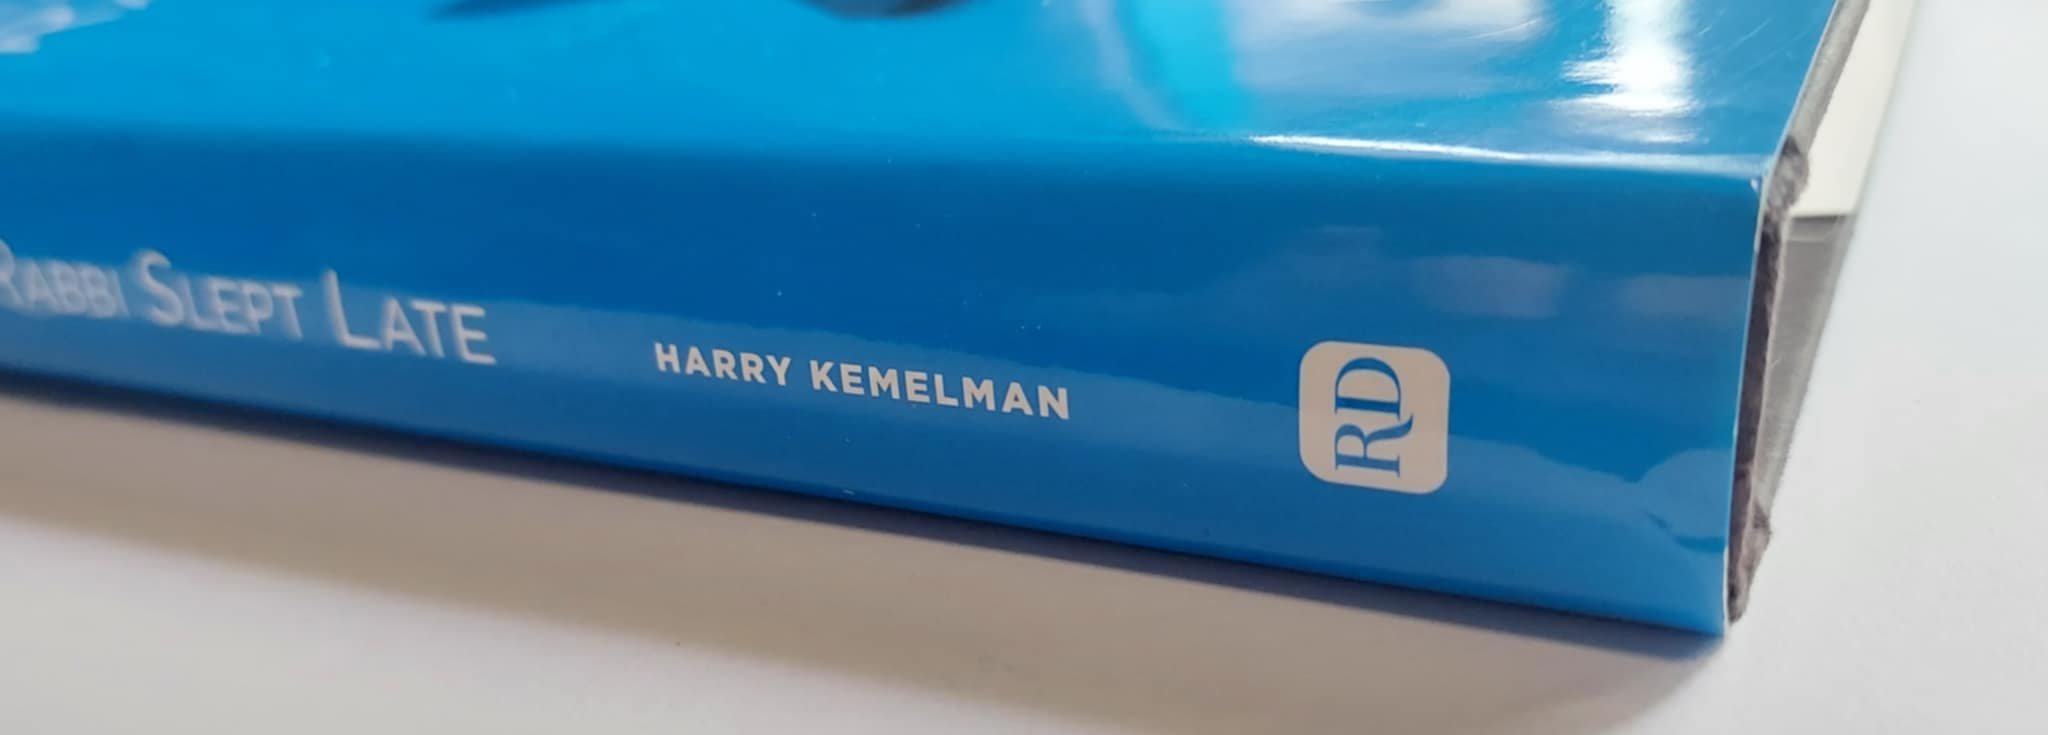 RABBI SLEPT LATE
HARRY KEMELMAN
RD